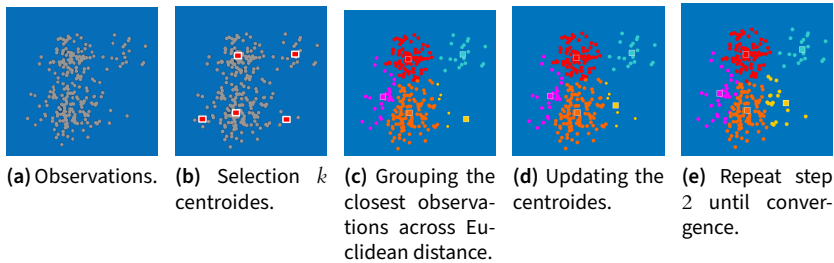 (a) Observations.
(b) Selection k
centroides.
(c) Grouping the
closest observa-
tions across Eu-
clidean distance.
(d) Updating the
centroides.
(e) Repeat step
2 until conver-
gence.